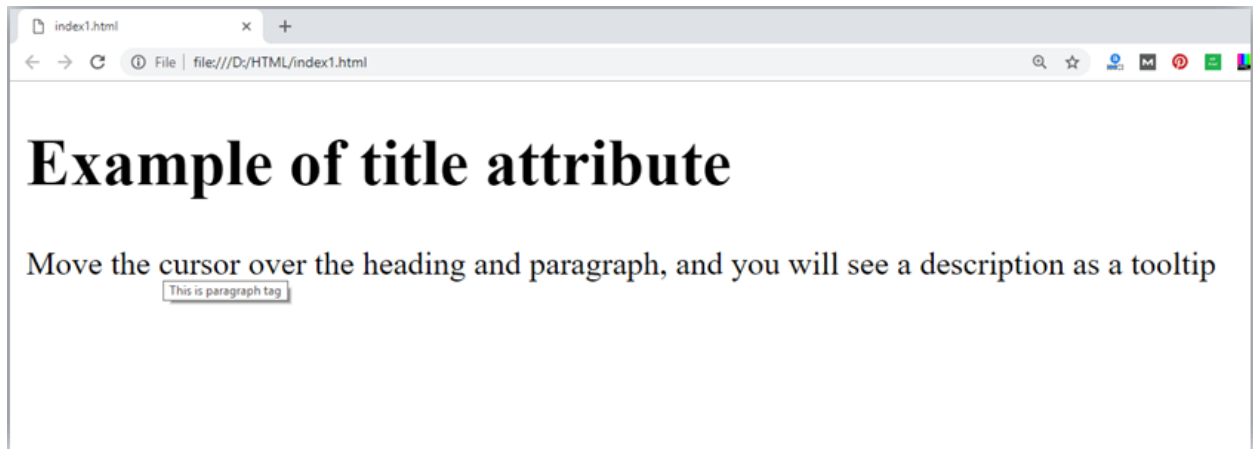 index1.html
File | file:///D:/HTML/index1.html
Example of title attribute
Move the cursor over the heading and paragraph, and you will see a description as a tooltip
This is paragraph tag